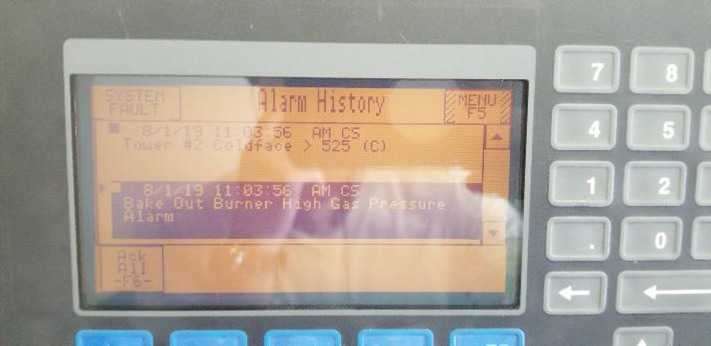 SYSTEM
FAULT
Alarm History
MENU
F5
8/1/19 11:03:56 AM CS
Tower #2 Coldface > 525 (C)
8/1/19 11:03:56 AM CS
Bake Out Burner High Gas Pressure
Alarm
Ack
All
-F6-
7 8
4 5
1 2
. 0